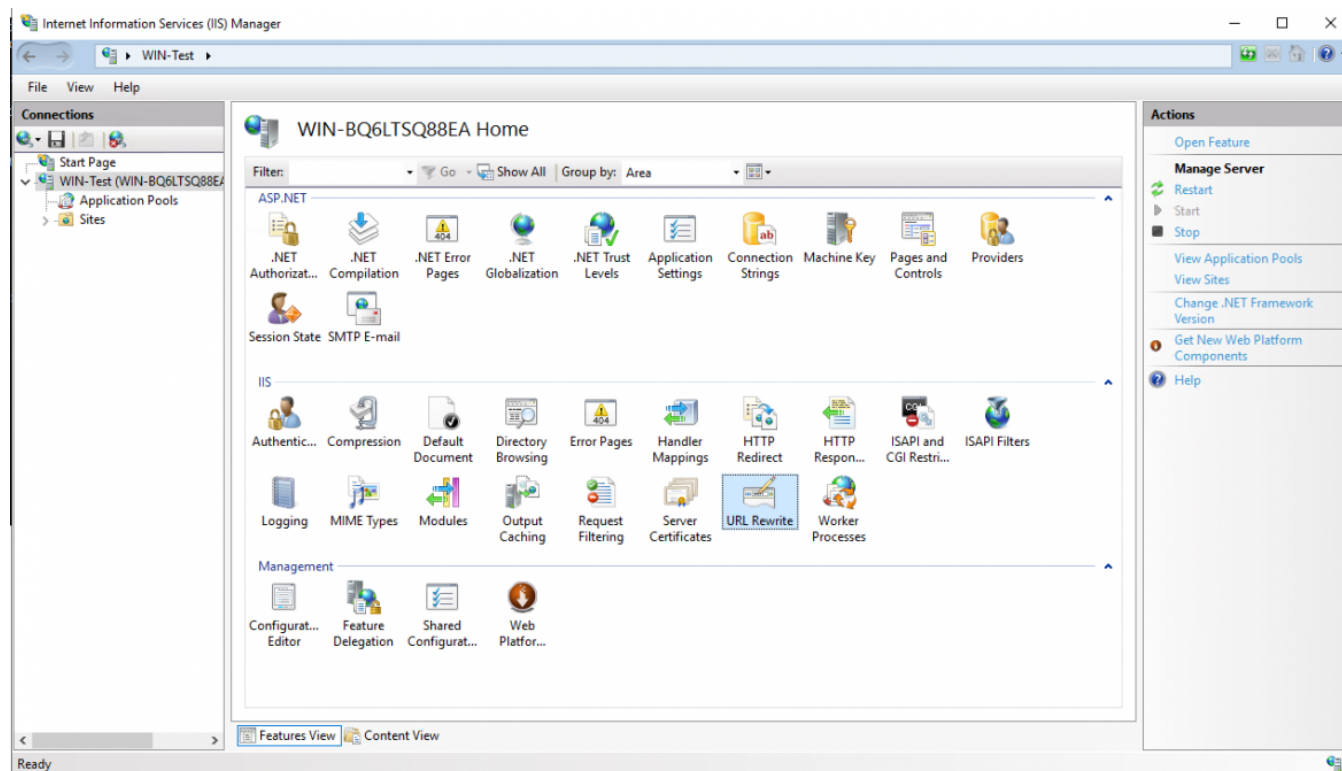 Internet Information Services (IIS) Manager
WIN-Test
File View Help
Connections
Start Page
WIN-Test (WIN-BQ6LTSQ88EA
Application Pools
Sites
WIN-BQ6LTSQ88EA Home
Filter: Go Show All Group by: Area
ASP.NET
.NET .NET .NET Error .NET .NET Trust Application Connection Machine Key Pages and Providers
Authorizat... Compilation Pages Globalization Levels Settings Strings Controls
Session State SMTP E-mail
IIS
Authentic... Compression Default Directory Error Pages Handler HTTP HTTP ISAPI and ISAPI Filters
Document Browsing Mappings Redirect Respon... CGI Restri...
Logging MIME Types Modules Output Request Server URL Rewrite Worker
Caching Filtering Certificates Processes
Management
Configurat... Feature Shared Web
Editor Delegation Configurat... Platfor...
Features View Content View
Actions
Open Feature
Manage Server
Restart
Start
Stop
View Application Pools
View Sites
Change .NET Framework
Version
Get New Web Platform
Components
Help
Ready